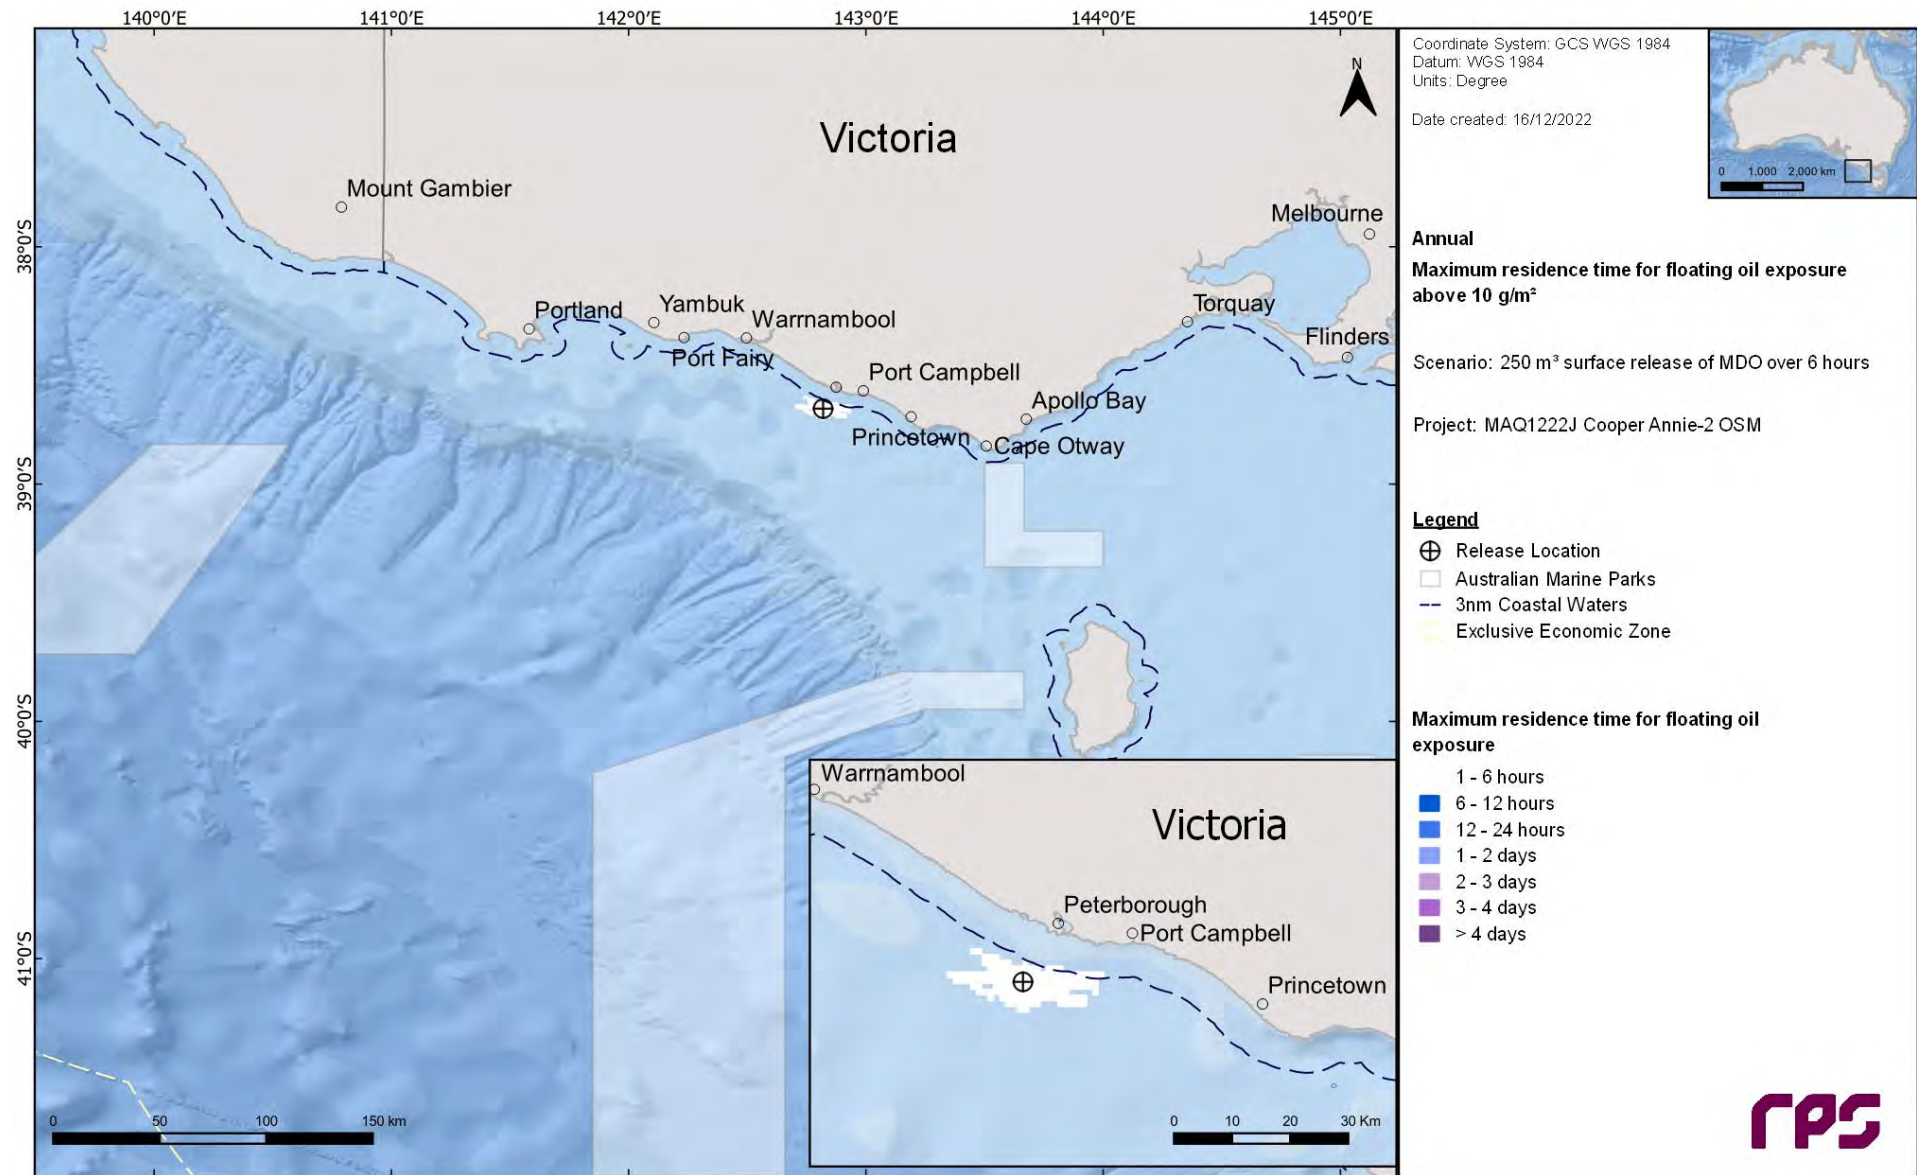 140°0'E
141°0'E
142°0'E
143°0'E
144°0'E
145°0'E
38°0'S
39°0'S
40°0'S
41°0'S
N
Victoria
Mount Gambier
Melbourne
Portland
Yambuk
Warrnambool
Torquay
Flinders
Port Fairy
Port Campbell
Apollo Bay
Princetown
Cape Otway
0 50 100 150 km
Warrnambool
Victoria
Peterborough
Port Campbell
Princetown
0 10 20 30 Km
Coordinate System: GCS WGS 1984
Datum: WGS 1984
Units: Degree
Date created: 16/12/2022
0 1,000 2,000 km
Annual
Maximum residence time for floating oil exposure
above 10 g/m²
Scenario: 250 m³ surface release of MDO over 6 hours
Project: MAQ1222J Cooper Annie-2 OSM
Legend
Release Location
Australian Marine Parks
3nm Coastal Waters
Exclusive Economic Zone
Maximum residence time for floating oil
exposure
1 - 6 hours
6 - 12 hours
12 - 24 hours
1 - 2 days
2 - 3 days
3 - 4 days
> 4 days
rps